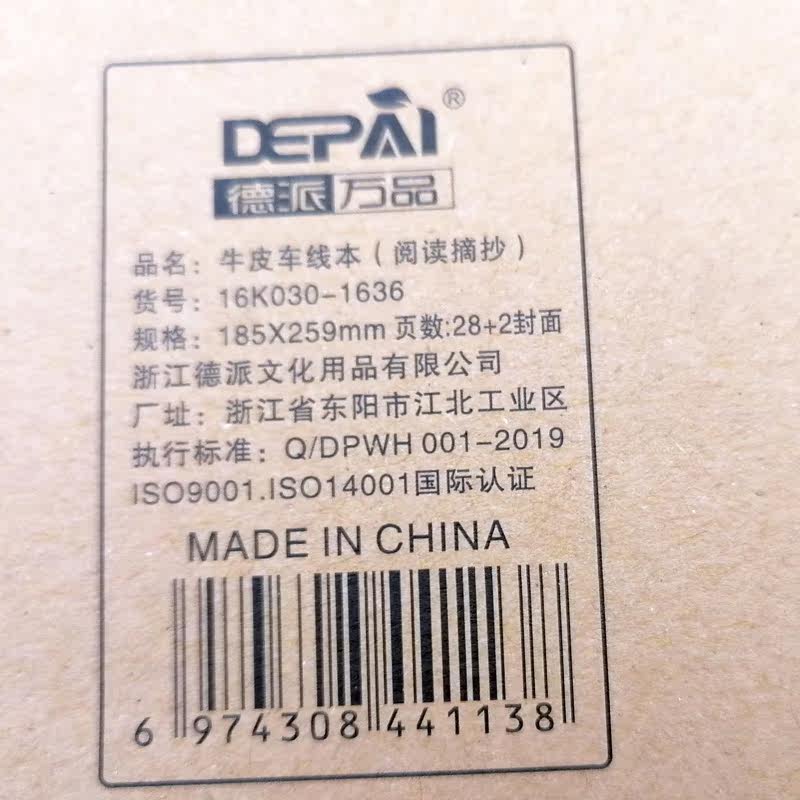 DEPAI®
德派万品
品名：牛皮车线本（阅读摘抄）
货号：16K030-1636
规格：185X259mm 页数:28+2封面
浙江德派文化用品有限公司
厂址：浙江省东阳市江北工业区
执行标准：Q/DPWH 001-2019
ISO9001.ISO14001国际认证
MADE IN CHINA
6 974308 441138